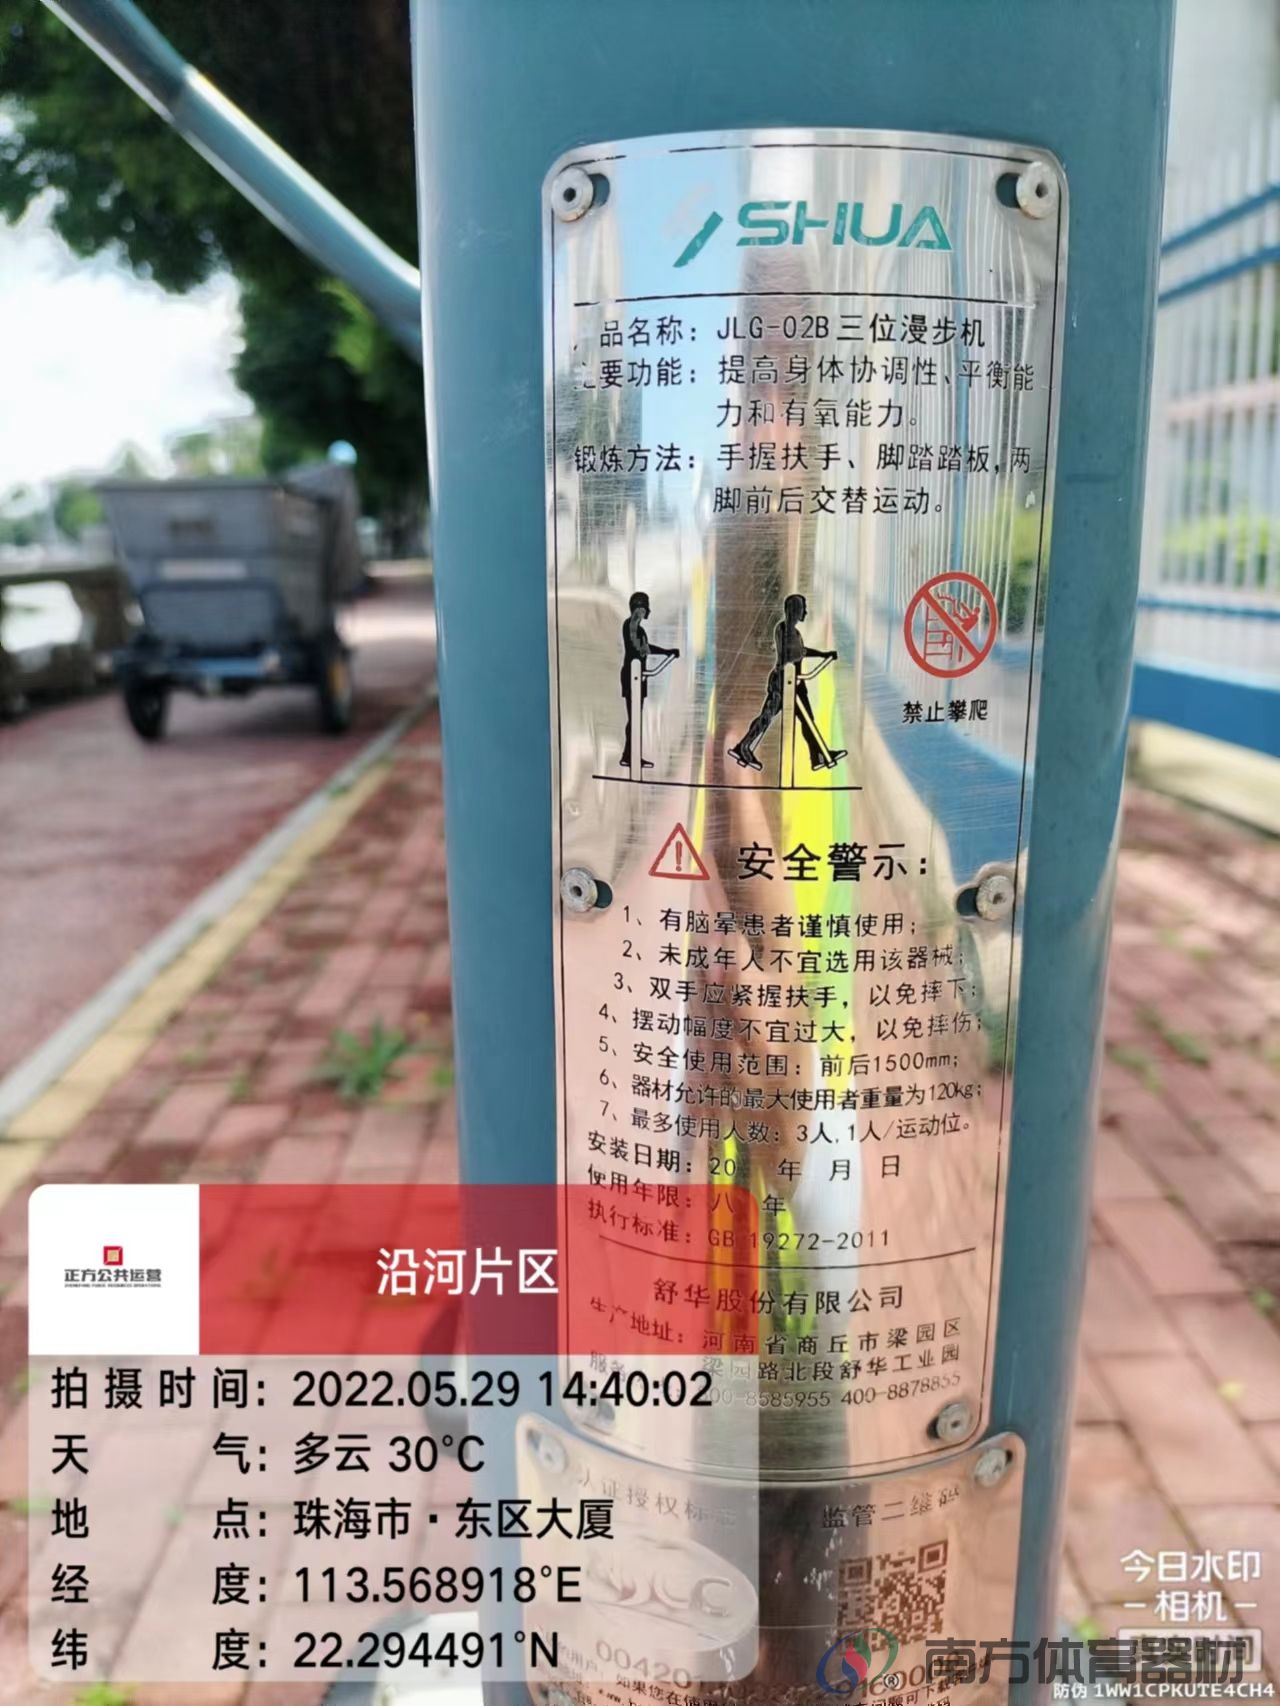 SHUA
品名称：JLG-02B三位漫步机
主要功能：提高身体协调性、平衡能
力和有氧能力。
锻炼方法：手握扶手、脚踏踏板，两
脚前后交替运动。
禁止攀爬
安全警示：
1、有脑晕患者谨慎使用；
2、未成年人不宜选用该器械；
3、双手应紧握扶手，以免摔下；
4、摆动幅度不宜过大，以免摔伤；
5、安全使用范围：前后1500mm；
6、器材允许的最大使用者重量为120kg；
7、最多使用人数：3人，1人/运动位。
安装日期：20 年 月 日
使用年限：八 年
执行标准：GB 19272-2011
舒华股份有限公司
生产地址：河南省商丘市梁园区
梁园路北段舒华工业园
8585955 400-8878855
认证授权标志
监管二维码
正方公共运营
沿河片区
拍摄时间：2022.05.29 14:40:02
天气：多云 30℃
地点：珠海市·东区大厦
经度：113.568918°E
纬度：22.294491°N
今日水印
相机
南方体育器材
防伪 1WW1CPKUTE4CH4